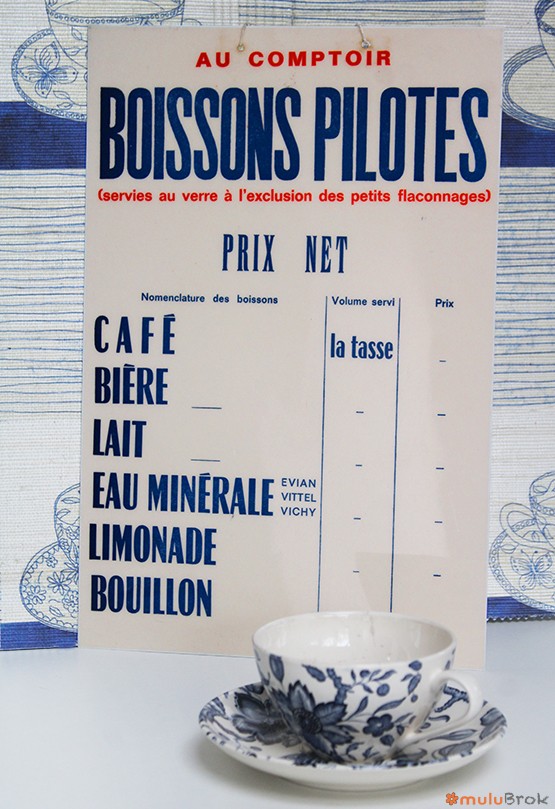 AU COMPTOIR
BOISSONS PILOTES
(servies au verre à l'exclusion des petits flaconnages)
PRIX NET
Nomenclature des boissons Volume servi Prix
CAFÉ la tasse
BIÈRE
LAIT
EAU MINÉRALE EVIAN
VITTEL
VICHY
LIMONADE
BOUILLON
muluBrok